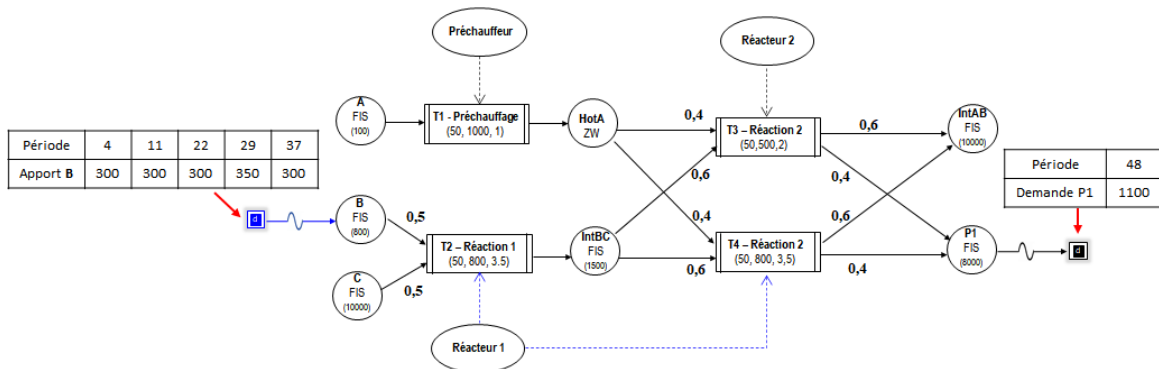 Préchauffeur
Réacteur 2
A
FIS
(100)
T1 - Préchauffage
(50, 1000, 1)
HotA
ZW
0,4
T3 – Réaction 2
(50,500,2)
0,6
IntAB
FIS
(10000)
Période 4 11 22 29 37
Apport B 300 300 300 350 300
Période 48
Demande P1 1100
0,6
0,4
d
B
FIS
(800)
0,5
T2 – Réaction 1
(50, 800, 3.5)
IntBC
FIS
(1500)
0,4
0,6
T4 – Réaction 2
(50, 800, 3,5)
0,6
0,4
P1
FIS
(8000)
d
C
FIS
(10000)
0,5
Réacteur 1